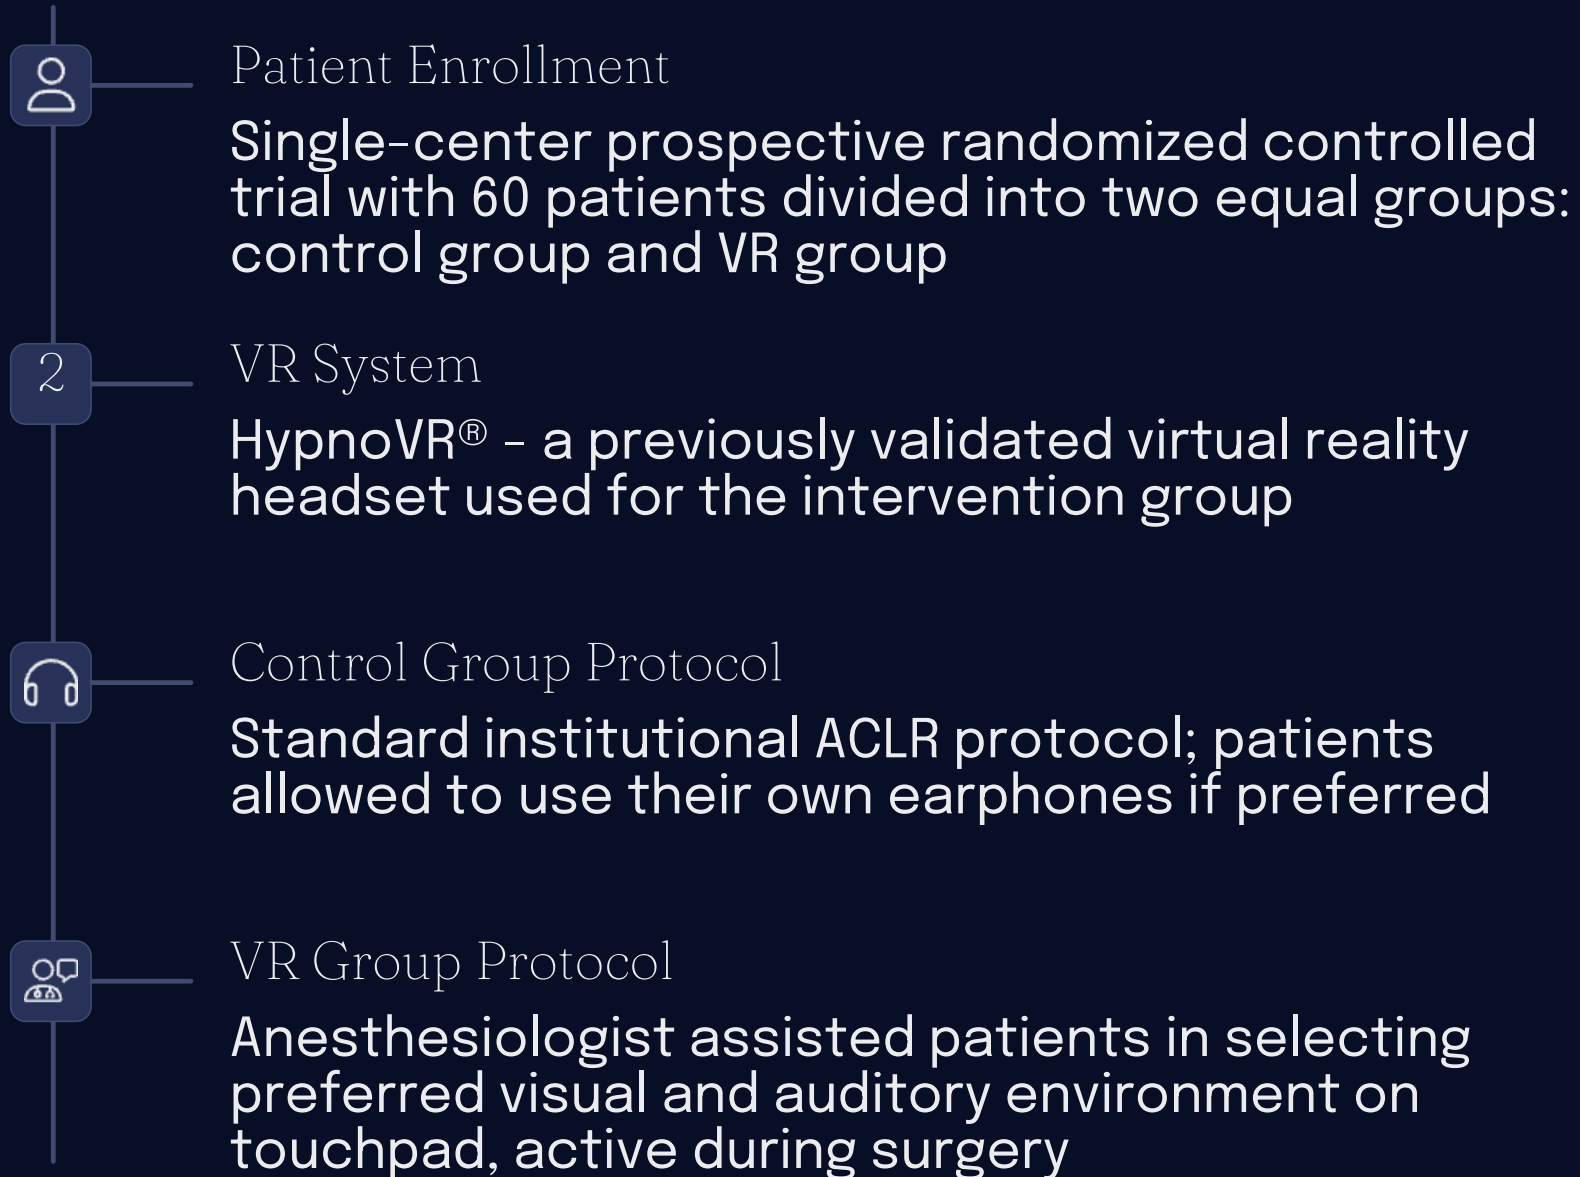 Patient Enrollment
Single-center prospective randomized controlled
trial with 60 patients divided into two equal groups:
control group and VR group
2
VR System
HypnoVR® - a previously validated virtual reality
headset used for the intervention group
Control Group Protocol
Standard institutional ACLR protocol; patients
allowed to use their own earphones if preferred
VR Group Protocol
Anesthesiologist assisted patients in selecting
preferred visual and auditory environment on
touchpad, active during surgery